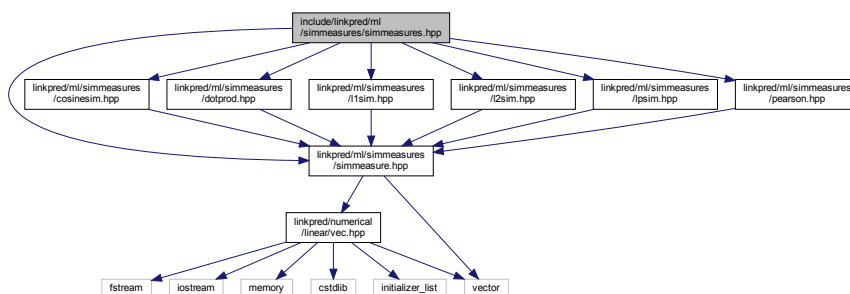 include/linkpred/ml
/simmeasures/simmeasures.hpp
linkpred/ml/simmeasures
/cosinesim.hpp
linkpred/ml/simmeasures
/dotprod.hpp
linkpred/ml/simmeasures
/l1sim.hpp
linkpred/ml/simmeasures
/l2sim.hpp
linkpred/ml/simmeasures
/lpsim.hpp
linkpred/ml/simmeasures
/pearson.hpp
linkpred/ml/simmeasures
/simmeasure.hpp
linkpred/numerical
/linear/vec.hpp
fstream
iostream
memory
cstdlib
initializer_list
vector